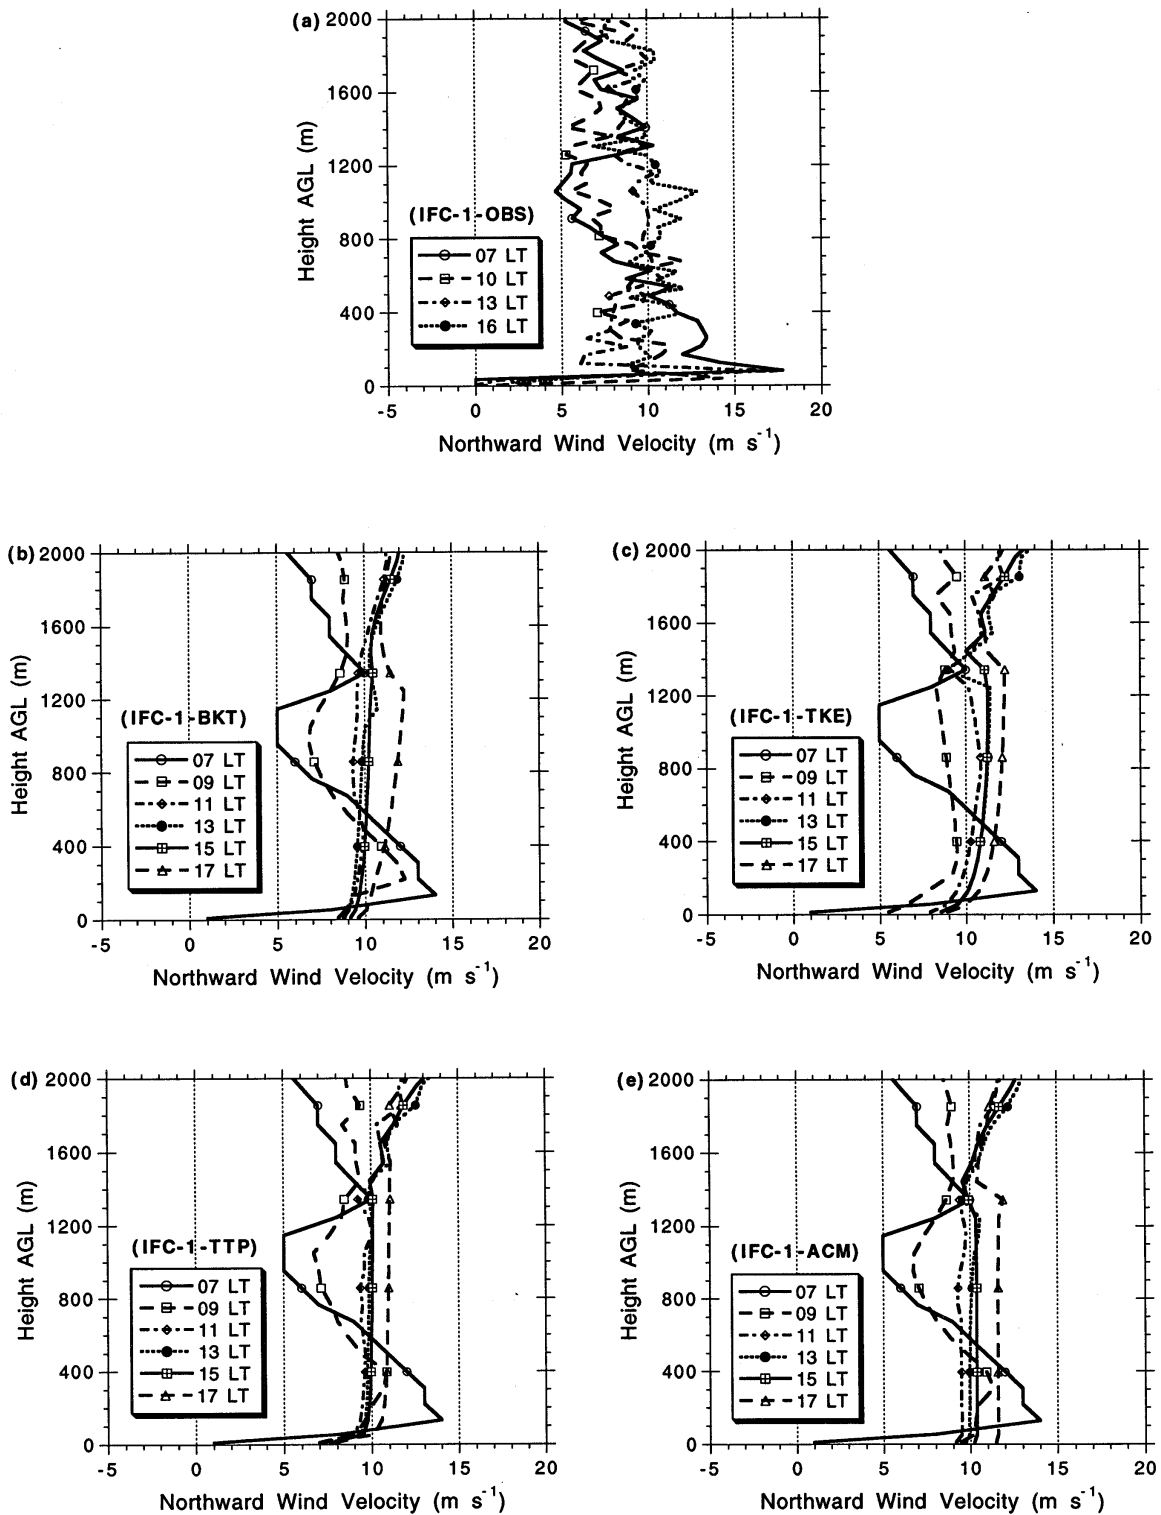 (a)
2000
1600
1200
800
400
0
Height AGL (m)
(IFC-1-OBS)
07 LT
10 LT
13 LT
16 LT
-5 0 5 10 15 20
Northward Wind Velocity (m s-1)
(b)
2000
1600
1200
800
400
0
Height AGL (m)
(IFC-1-BKT)
07 LT
09 LT
11 LT
13 LT
15 LT
17 LT
-5 0 5 10 15 20
Northward Wind Velocity (m s-1)
(c)
2000
1600
1200
800
400
0
Height AGL (m)
(IFC-1-TKE)
07 LT
09 LT
11 LT
13 LT
15 LT
17 LT
-5 0 5 10 15 20
Northward Wind Velocity (m s-1)
(d)
2000
1600
1200
800
400
0
Height AGL (m)
(IFC-1-TTP)
07 LT
09 LT
11 LT
13 LT
15 LT
17 LT
-5 0 5 10 15 20
Northward Wind Velocity (m s-1)
(e)
2000
1600
1200
800
400
0
Height AGL (m)
(IFC-1-ACM)
07 LT
09 LT
11 LT
13 LT
15 LT
17 LT
-5 0 5 10 15 20
Northward Wind Velocity (m s-1)